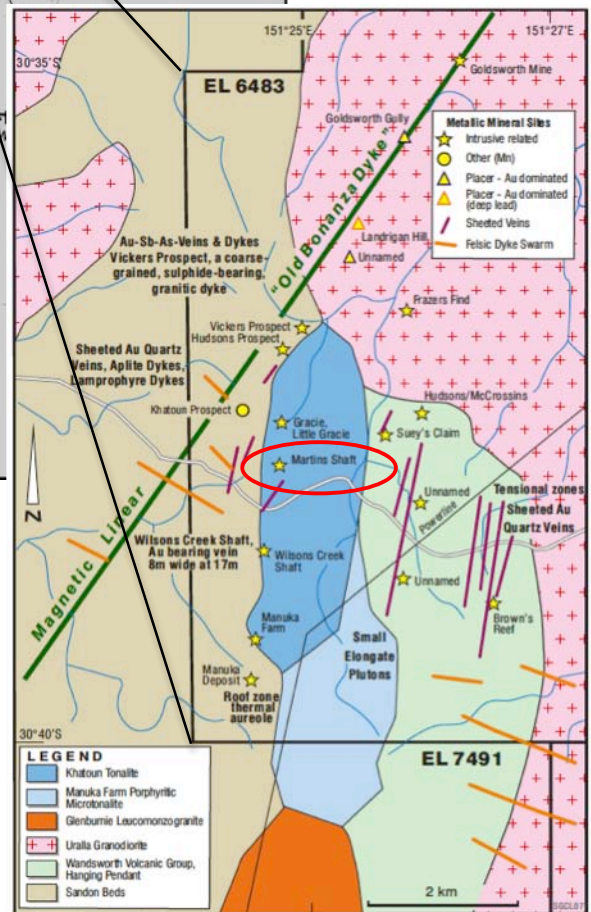 151°25'E
151°27'E
30°35'S
EL 6483
Goldsworth Mine
Goldsworth Gully
Metallic Mineral Sites
Intrusive related
Other (Mn)
Placer - Au dominated
Placer - Au dominated
(deep lead)
Sheeted Veins
Felsic Dyke Swarm
"Old Bonanza Dyke"
Landrigan Hill
Unnamed
Au-Sb-As-Veins & Dykes
Vickers Prospect, a coarse-
grained, sulphide-bearing,
granitic dyke
Frazers Find
Vickers Prospect
Hudsons Prospect
Sheeted Au Quartz
Veins, Aplite Dykes,
Lamprophyre Dykes
Khatoun Prospect
Hudsons/McCrossins
Gracie,
Little Gracie
Suey's Claim
Martins Shaft
N
Unnamed
Powerline
Tensional zones
Sheeted Au
Quartz Veins
Magnetic Linear
Wilsons Creek Shaft,
Au bearing vein
8m wide at 17m
Wilsons Creek
Shaft
Unnamed
Brown's
Reef
Manuka
Farm
Small
Elongate
Plutons
Manuka
Deposit
Root zone
thermal
aureole
30°40'S
EL 7491
LEGEND
Khatoun Tonalite
Manuka Farm Porphyritic
Microtonalite
Glenburnie Leucomonzogranite
Uralla Granodiorite
Wandsworth Volcanic Group,
Hanging Pendant
Sandon Beds
2 km